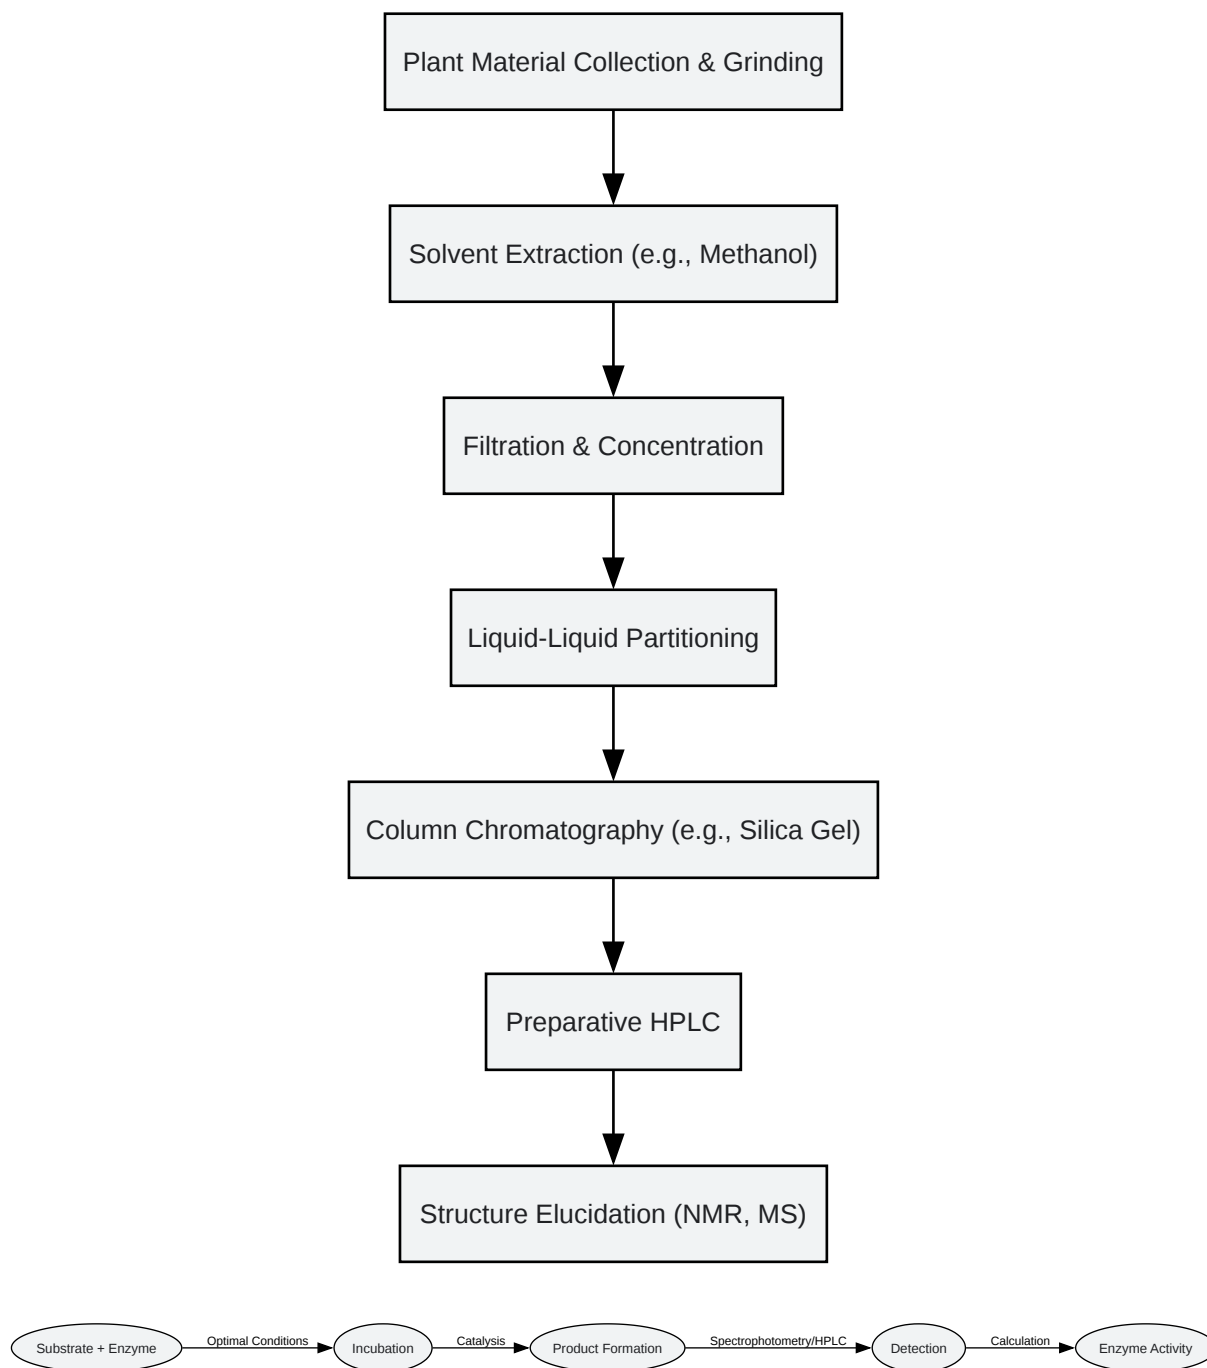 Plant Material Collection & Grinding
Solvent Extraction (e.g., Methanol)
Filtration & Concentration
Liquid-Liquid Partitioning
Column Chromatography (e.g., Silica Gel)
Preparative HPLC
Structure Elucidation (NMR, MS)
Substrate + Enzyme
Optimal Conditions
Incubation
Catalysis
Product Formation
Spectrophotometry/HPLC
Detection
Calculation
Enzyme Activity